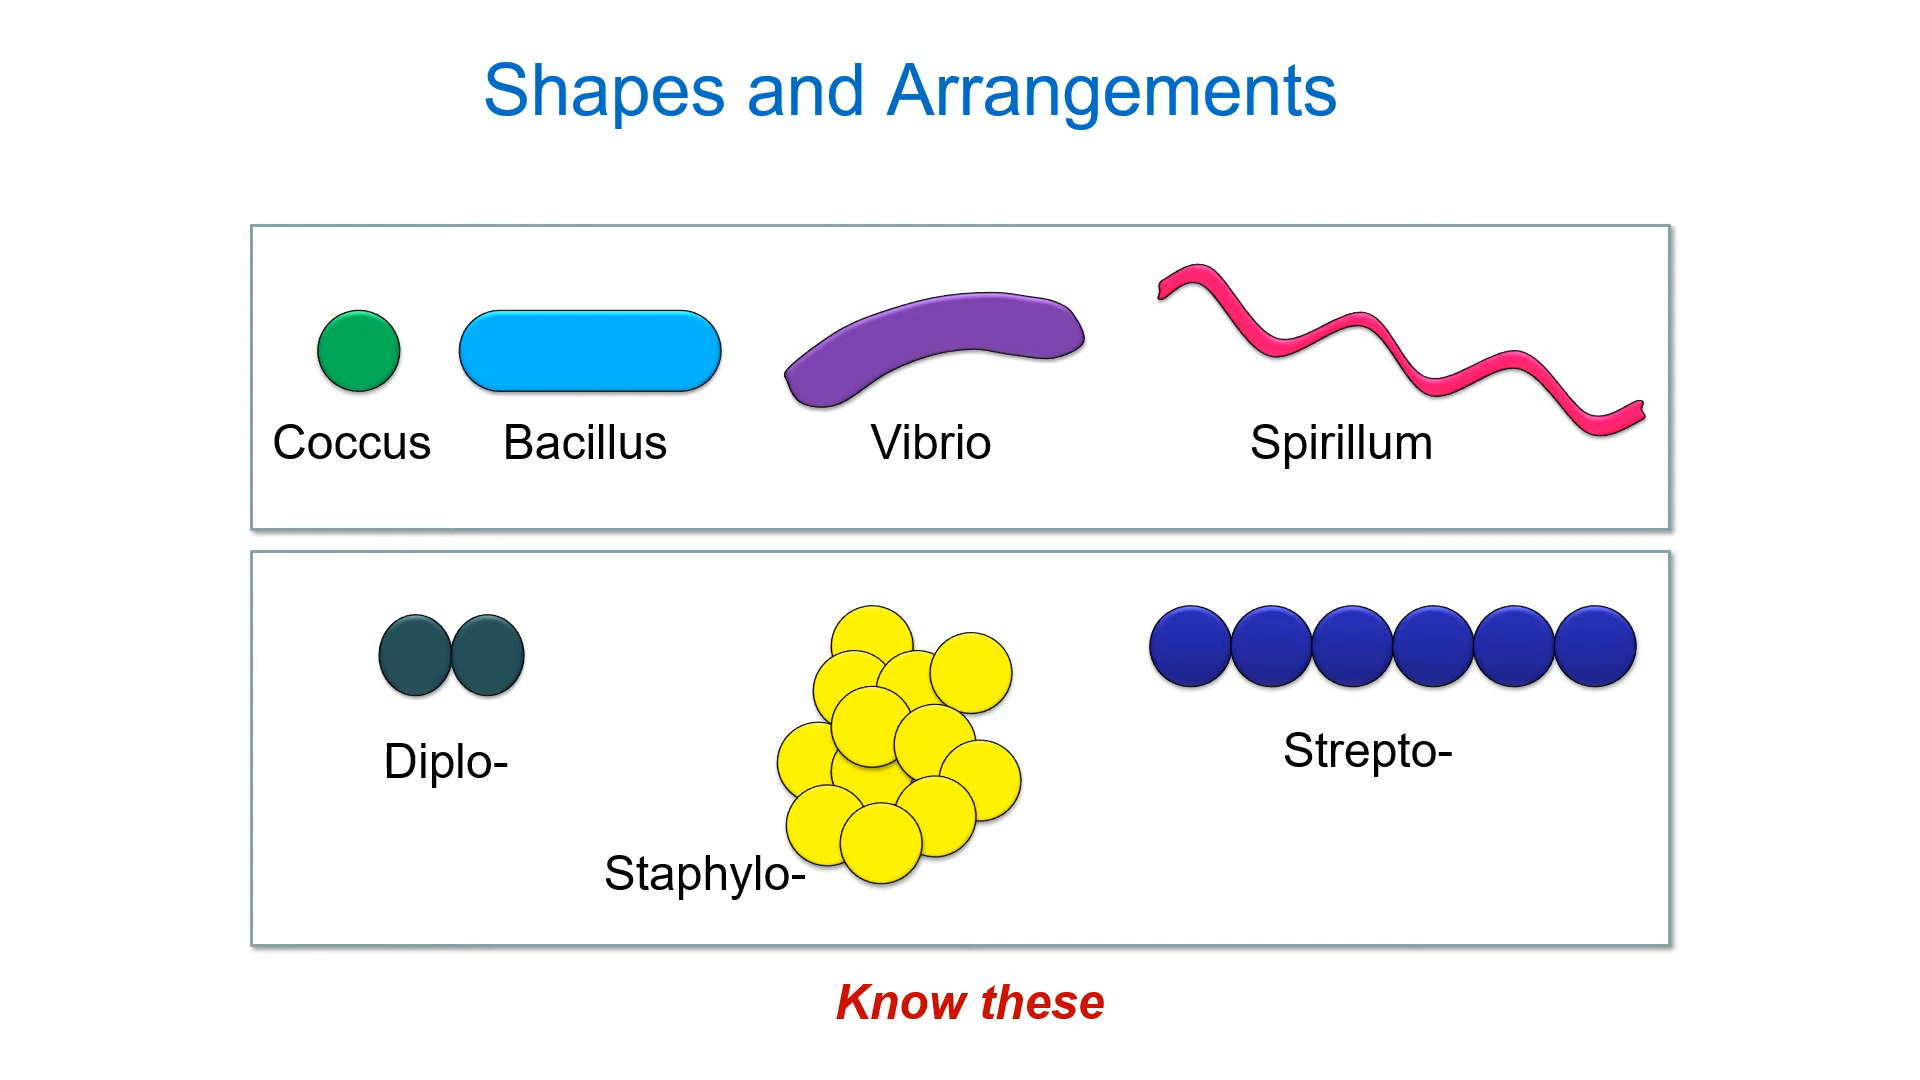 Shapes and Arrangements
Coccus
Bacillus
Vibrio
Spirillum
Diplo-
Staphylo-
Strepto-
Know these